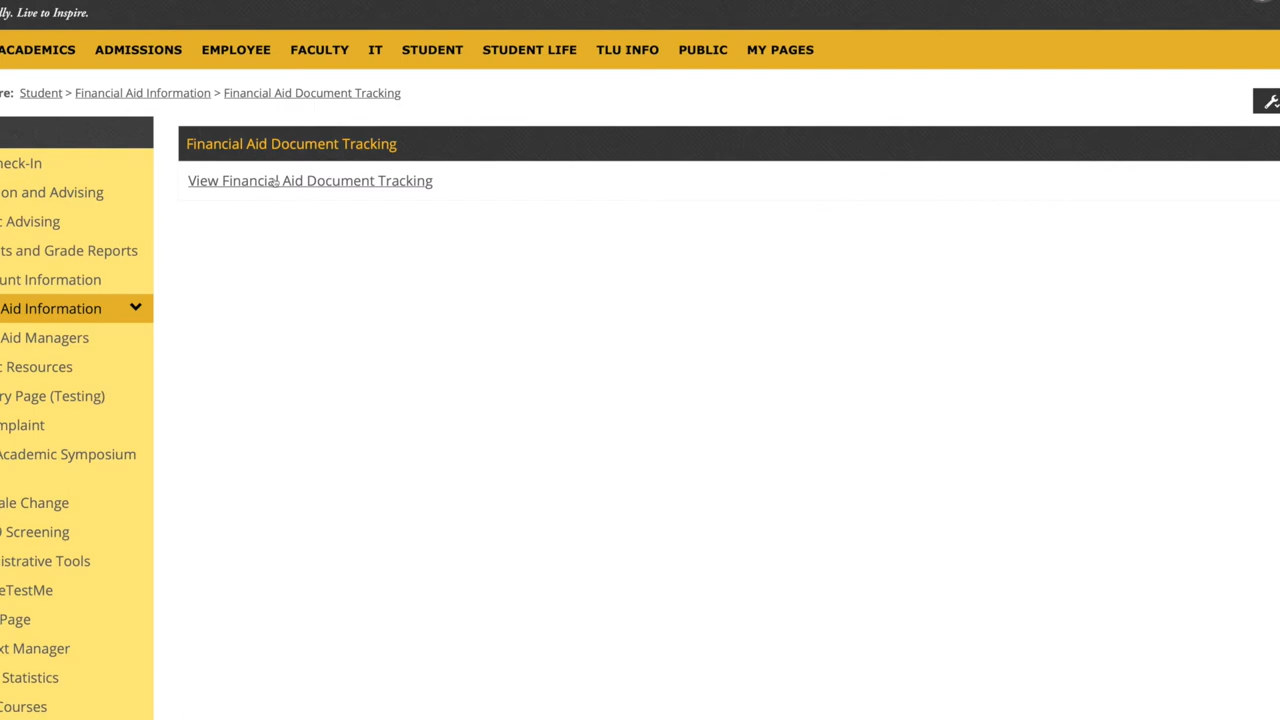 lly. Live to Inspire.
ACADEMICS ADMISSIONS EMPLOYEE FACULTY IT STUDENT STUDENT LIFE TLU INFO PUBLIC MY PAGES
re: Student > Financial Aid Information > Financial Aid Document Tracking
Financial Aid Document Tracking
View Financial Aid Document Tracking
heck-In
on and Advising
c Advising
ts and Grade Reports
unt Information
Aid Information
Aid Managers
c Resources
ry Page (Testing)
mplaint
Academic Symposium
ale Change
9 Screening
istrative Tools
eTestMe
Page
xt Manager
Statistics
Courses